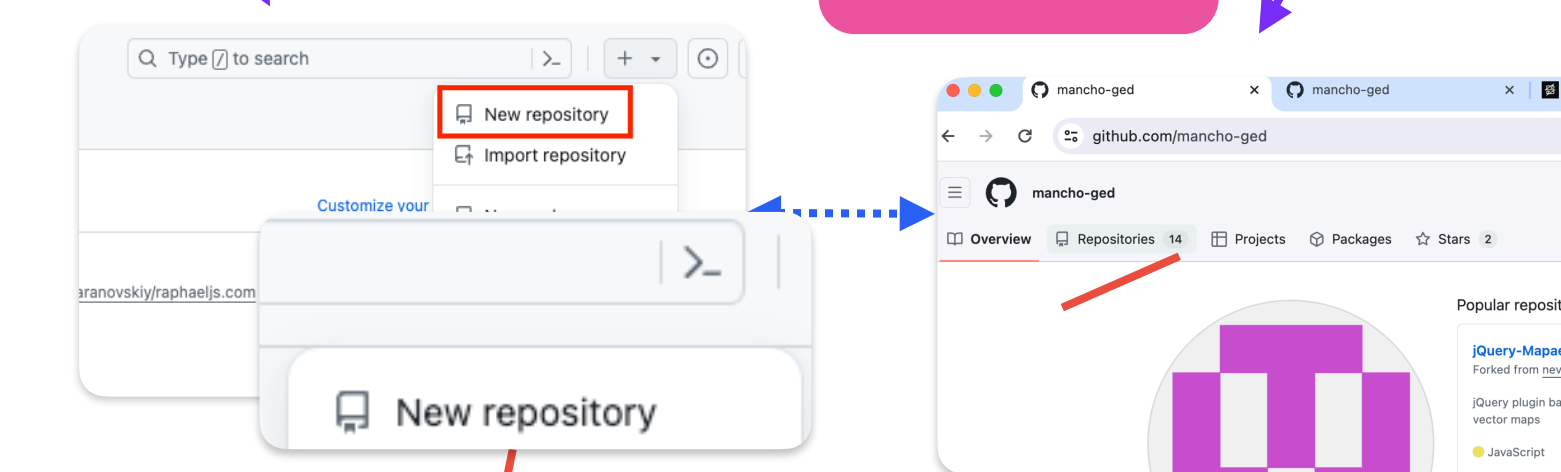 Type / to search
New repository
Import repository
Customize your
aranovskiy/raphaeljs.com
New repository
mancho-ged
mancho-ged
github.com/mancho-ged
mancho-ged
Overview
Repositories 14
Projects
Packages
Stars 2
Popular reposit
jQuery-Mapae
Forked from nev
jQuery plugin ba
vector maps
JavaScript